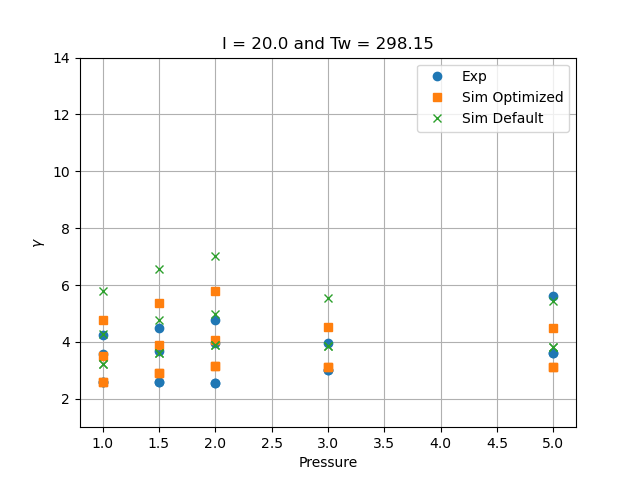 I = 20.0 and Tw = 298.15
14
12
10
8
6
4
2
γ
Exp
Sim Optimized
Sim Default
1.0 1.5 2.0 2.5 3.0 3.5 4.0 4.5 5.0
Pressure